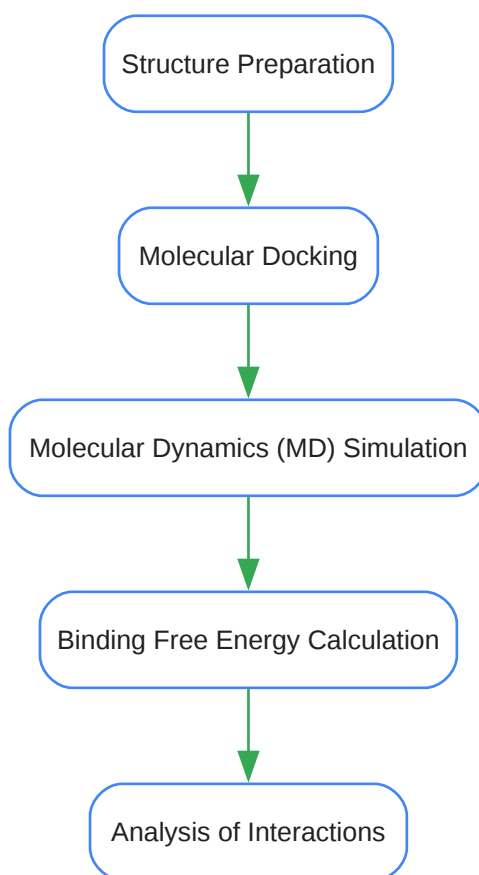 Structure Preparation
Molecular Docking
Molecular Dynamics (MD) Simulation
Binding Free Energy Calculation
Analysis of Interactions